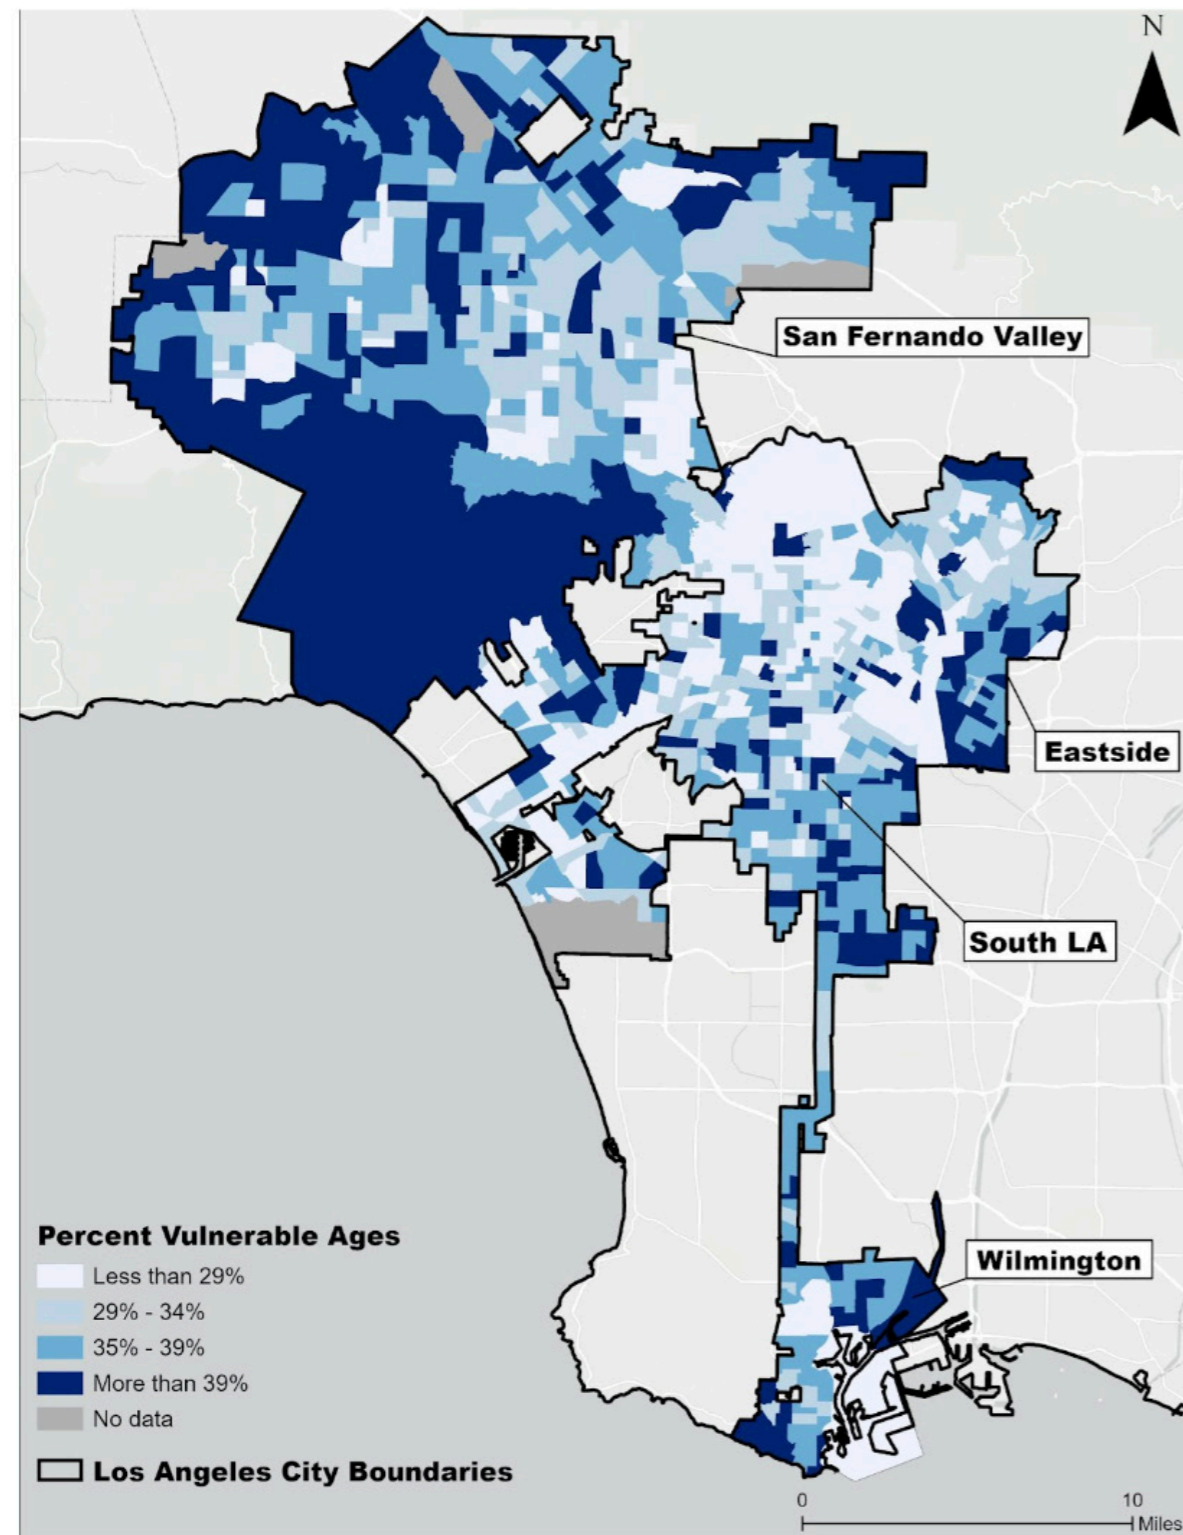 N
San Fernando Valley
Eastside
South LA
Wilmington
Percent Vulnerable Ages
Less than 29%
29% - 34%
35% - 39%
More than 39%
No data
Los Angeles City Boundaries
0 10
Miles